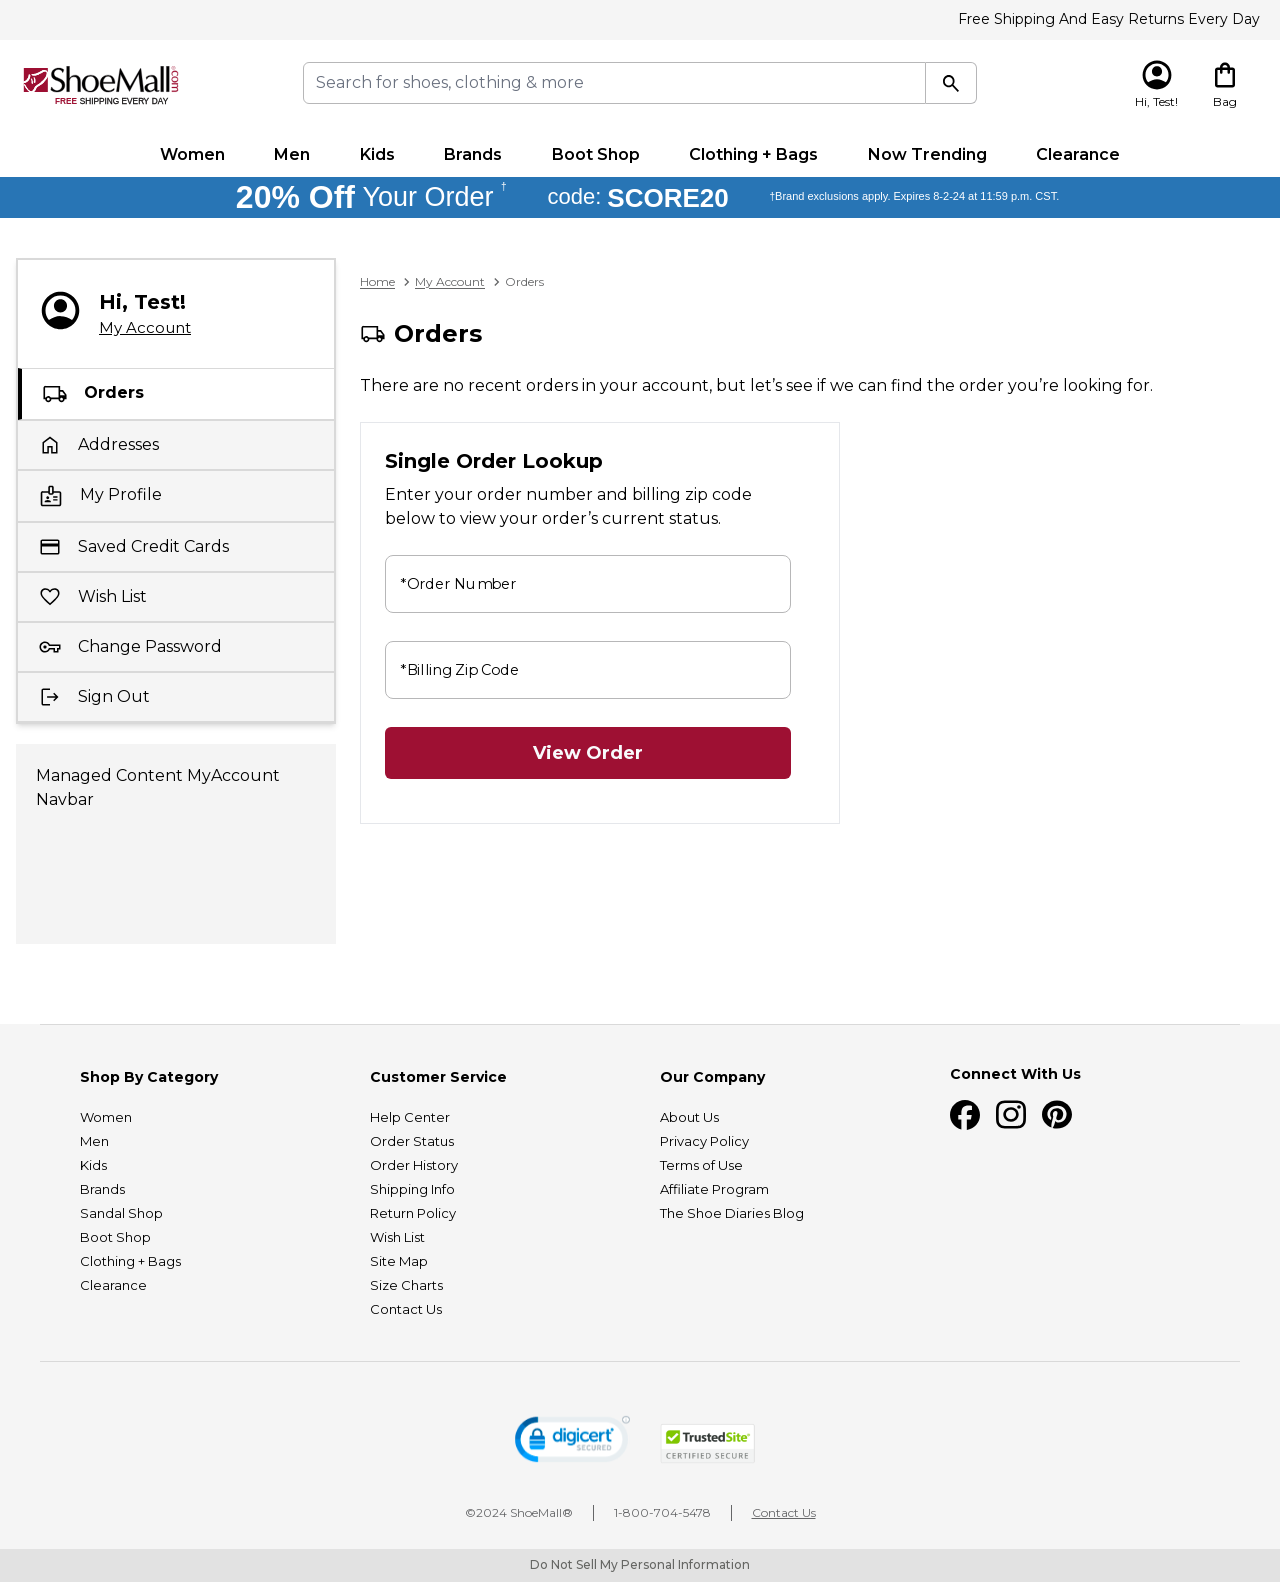 Free Shipping And Easy Returns Every Day
ShoeMall®.com
FREE SHIPPING EVERY DAY
Search for shoes, clothing & more
Hi, Test!
Bag
Women Men Kids Brands Boot Shop Clothing + Bags Now Trending Clearance
20% Off Your Order † code: SCORE20 †Brand exclusions apply. Expires 8-2-24 at 11:59 p.m. CST.
Hi, Test!
My Account
Orders
Addresses
My Profile
Saved Credit Cards
Wish List
Change Password
Sign Out
Managed Content MyAccount
Navbar
Home > My Account > Orders
Orders
There are no recent orders in your account, but let’s see if we can find the order you’re looking for.
Single Order Lookup
Enter your order number and billing zip code
below to view your order’s current status.
*Order Number
*Billing Zip Code
View Order
Shop By Category
Women
Men
Kids
Brands
Sandal Shop
Boot Shop
Clothing + Bags
Clearance
Customer Service
Help Center
Order Status
Order History
Shipping Info
Return Policy
Wish List
Site Map
Size Charts
Contact Us
Our Company
About Us
Privacy Policy
Terms of Use
Affiliate Program
The Shoe Diaries Blog
Connect With Us
digicert®
SECURED
TrustedSite
CERTIFIED SECURE
©2024 ShoeMall® | 1-800-704-5478 | Contact Us
Do Not Sell My Personal Information